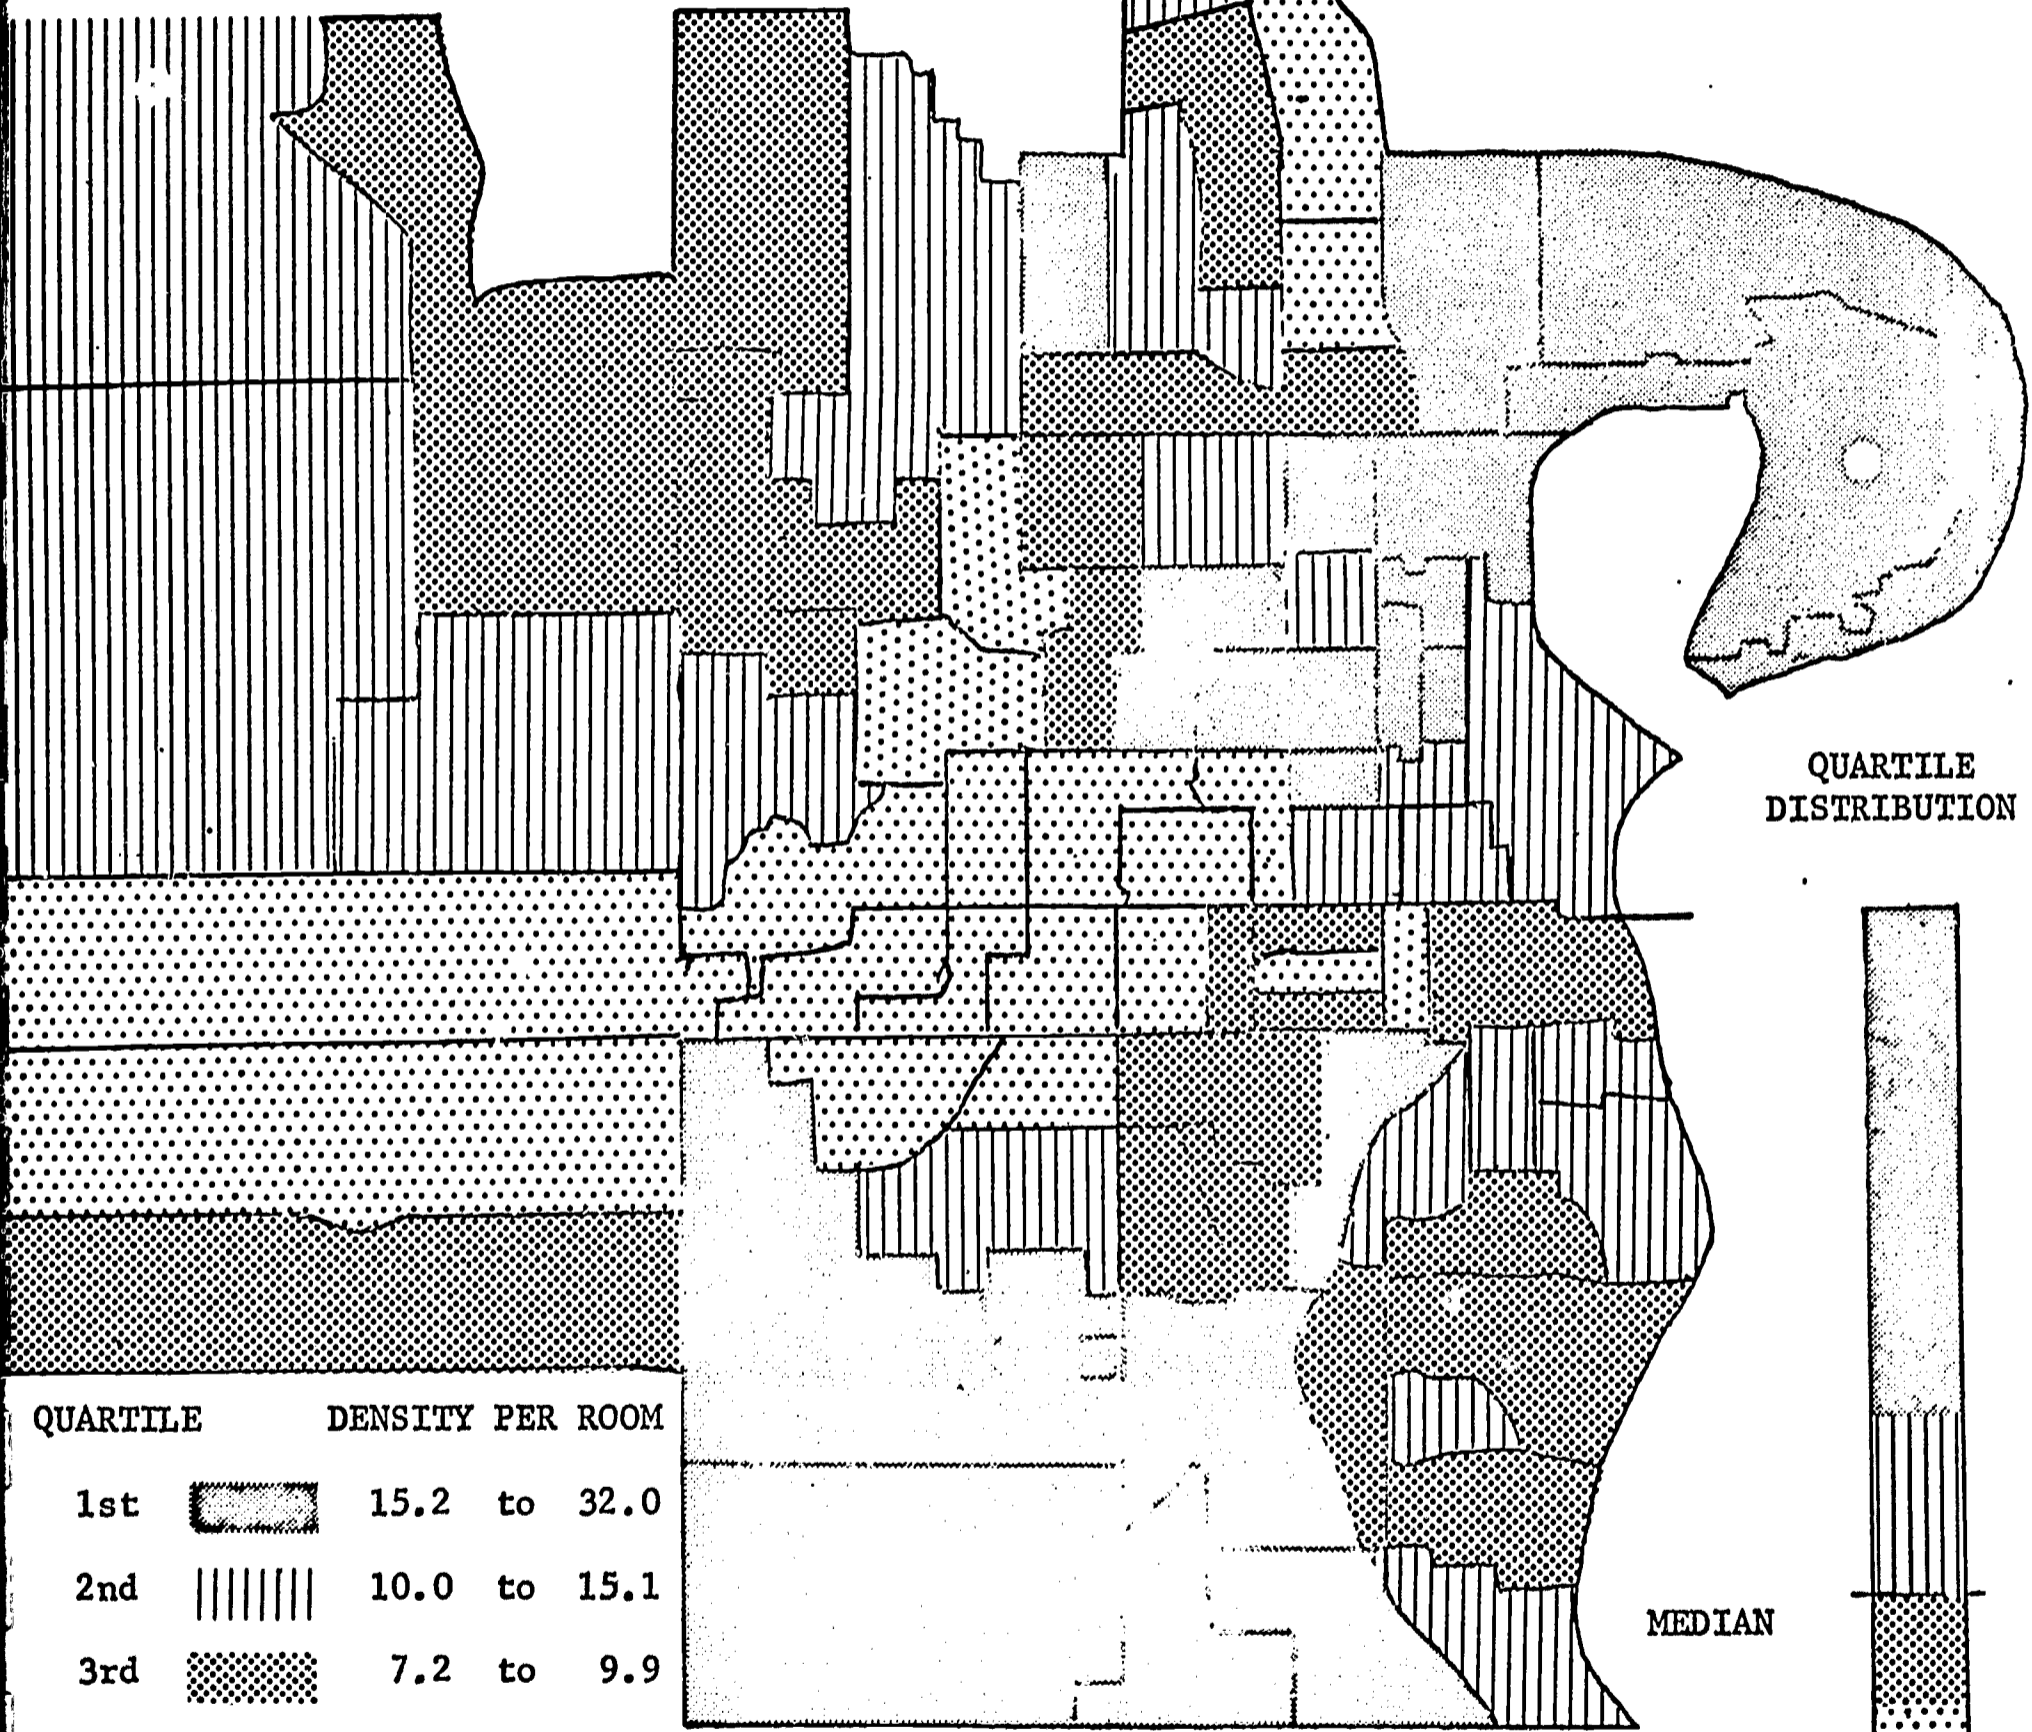 QUARTILE
DISTRIBUTION
QUARTILE DENSITY PER ROOM
1st 15.2 to 32.0
2nd 10.0 to 15.1
3rd 7.2 to 9.9
MEDIAN